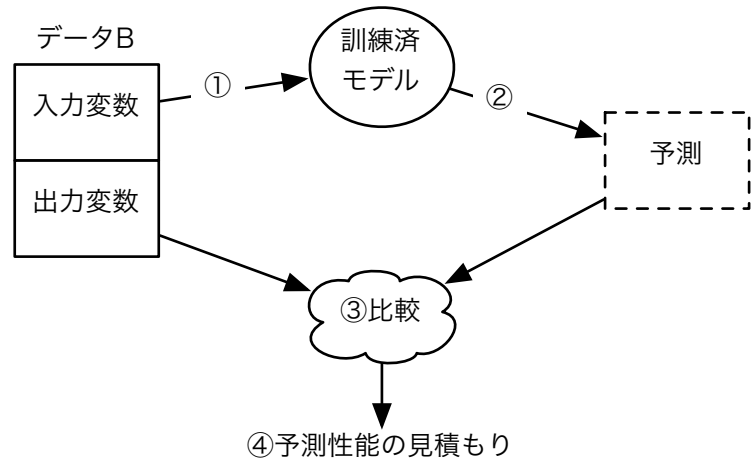 データB
入力変数
出力変数
①
訓練済
モデル
②
予測
③比較
④予測性能の見積もり